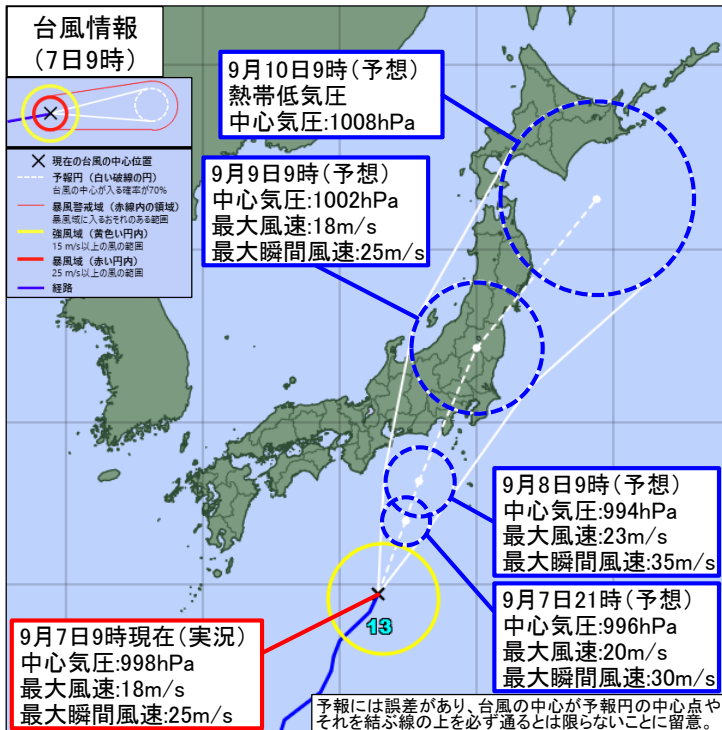 台風情報
(7日9時)
現在の台風の中心位置
予報円 (白い破線の円)
台風の中心が入る確率が70%
暴風警戒域 (赤線内の領域)
暴風域に入るおそれのある範囲
強風域 (黄色い円内)
15 m/s以上の風の範囲
暴風域 (赤い円内)
25 m/s以上の風の範囲
経路
9月10日9時(予想)
熱帯低気圧
中心気圧:1008hPa
9月9日9時(予想)
中心気圧:1002hPa
最大風速:18m/s
最大瞬間風速:25m/s
9月8日9時(予想)
中心気圧:994hPa
最大風速:23m/s
最大瞬間風速:35m/s
9月7日21時(予想)
中心気圧:996hPa
最大風速:20m/s
最大瞬間風速:30m/s
13
9月7日9時現在(実況)
中心気圧:998hPa
最大風速:18m/s
最大瞬間風速:25m/s
予報には誤差があり、台風の中心が予報円の中心点や
それを結ぶ線の上を必ず通るとは限らないことに留意。